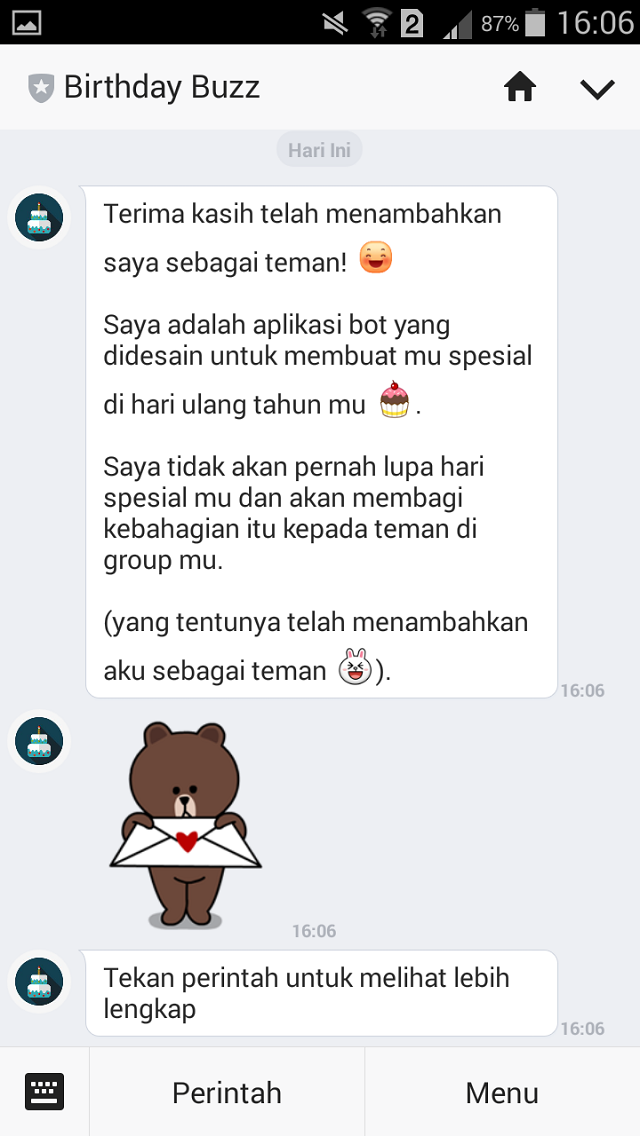 2 87% 16:06
Birthday Buzz
Hari Ini
Terima kasih telah menambahkan
saya sebagai teman!
Saya adalah aplikasi bot yang
didesain untuk membuat mu spesial
di hari ulang tahun mu .
Saya tidak akan pernah lupa hari
spesial mu dan akan membagi
kebahagian itu kepada teman di
group mu.
(yang tentunya telah menambahkan
aku sebagai teman ).
16:06
16:06
Tekan perintah untuk melihat lebih
lengkap
16:06
Perintah Menu